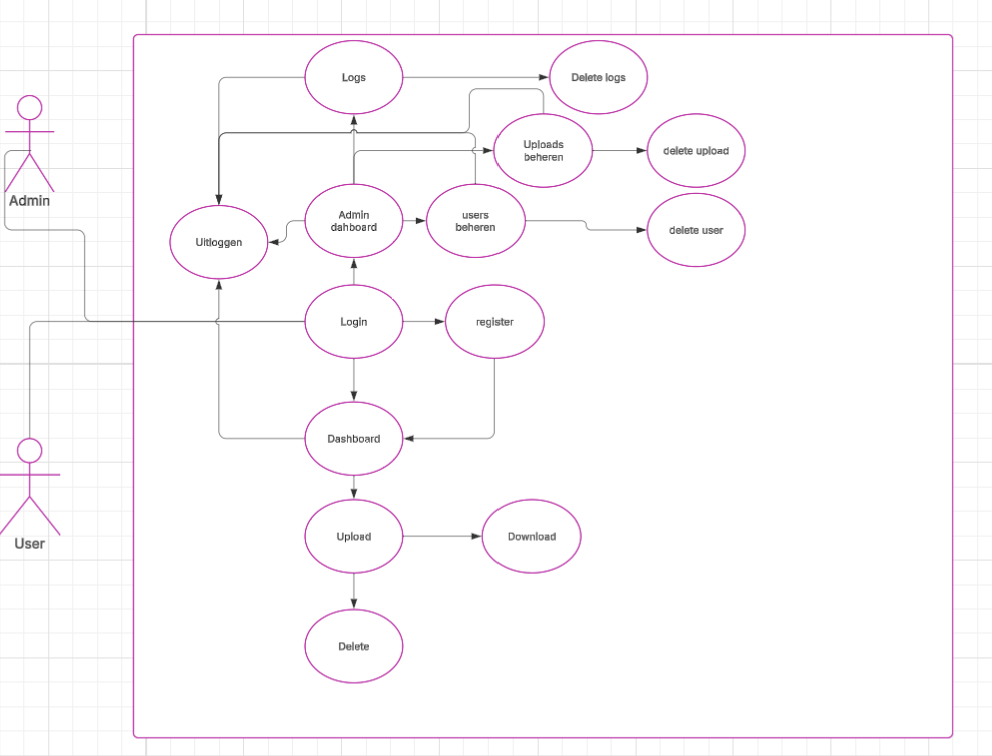 Logs
Delete logs
Uploads
beheren
delete upload
Admin
Admin
dahboard
users
beheren
delete user
Uitloggen
Login
register
Dashboard
User
Upload
Download
Delete